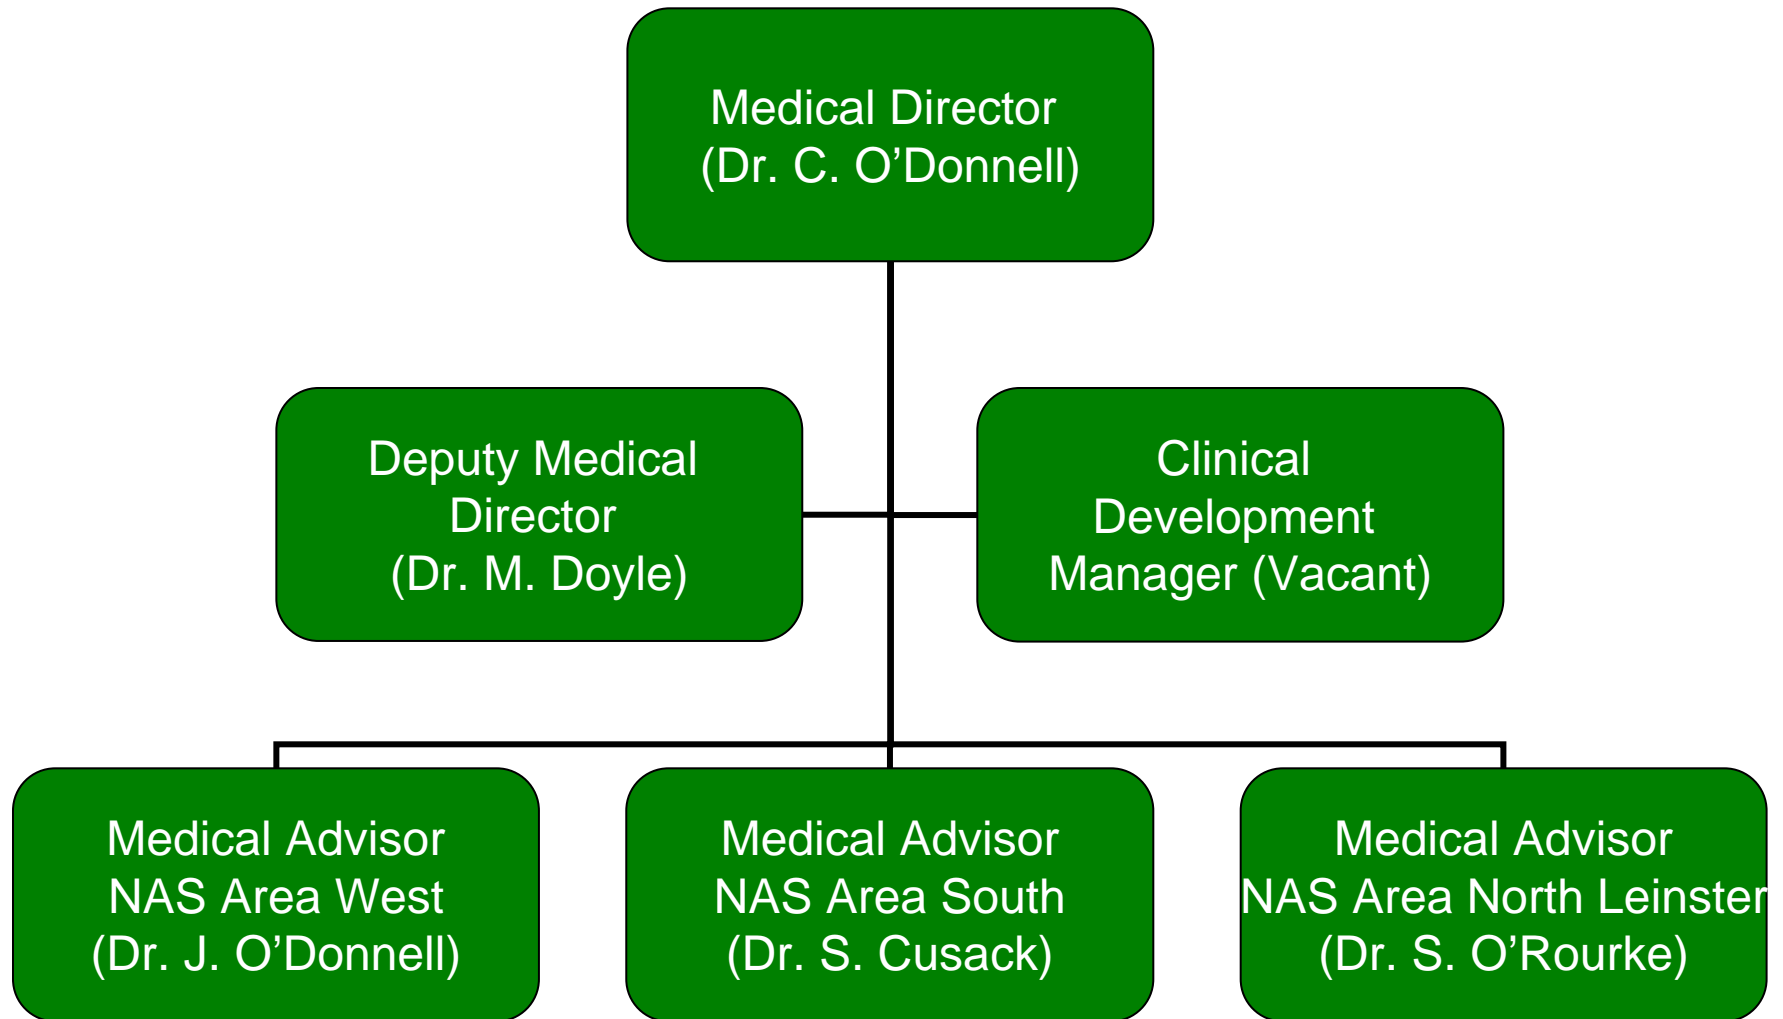 Medical Director
(Dr. C. O’Donnell)
Deputy Medical
Director
(Dr. M. Doyle)
Clinical
Development
Manager (Vacant)
Medical Advisor
NAS Area West
(Dr. J. O’Donnell)
Medical Advisor
NAS Area South
(Dr. S. Cusack)
Medical Advisor
NAS Area North Leinster
(Dr. S. O’Rourke)